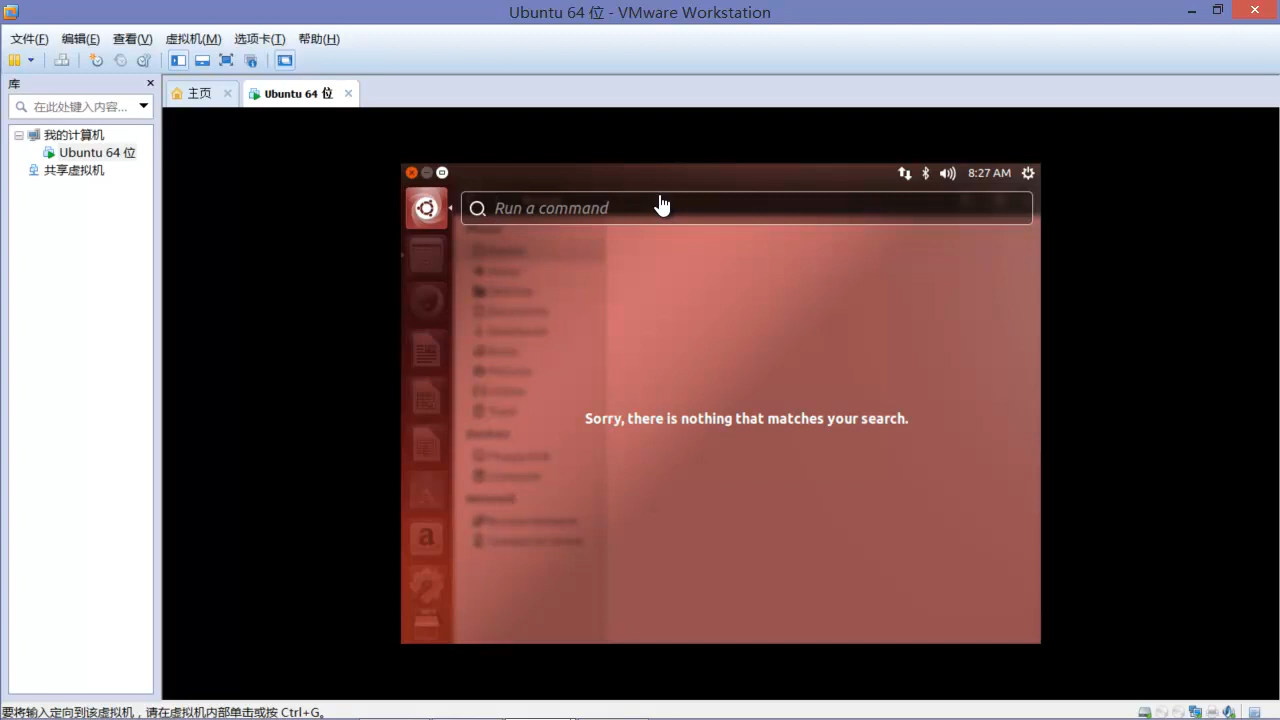 Ubuntu 64 位 - VMware Workstation
文件(F) 编辑(E) 查看(V) 虚拟机(M) 选项卡(T) 帮助(H)
库
在此处键入内容...
主页
Ubuntu 64 位
我的计算机
Ubuntu 64 位
共享虚拟机
8:27 AM
Run a command
Sorry, there is nothing that matches your search.
a
要将输入定向到该虚拟机，请在虚拟机内部单击或按 Ctrl+G。